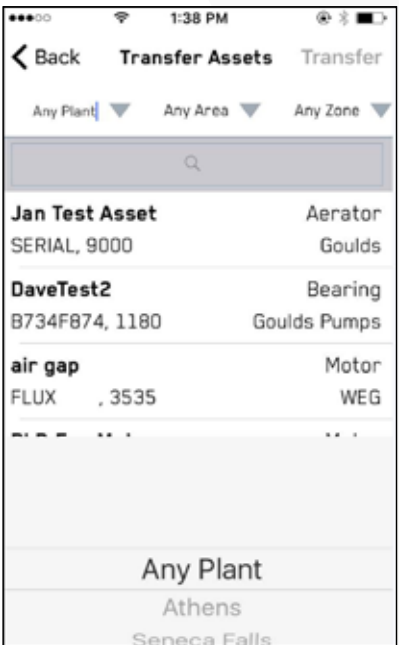 1:38 PM
Back Transfer Assets Transfer
Any Plant Any Area Any Zone
Jan Test Asset Aerator
SERIAL, 9000 Goulds
DaveTest2 Bearing
B734F874, 1180 Goulds Pumps
air gap Motor
FLUX , 3535 WEG
Any Plant
Athens
Seneca Falls